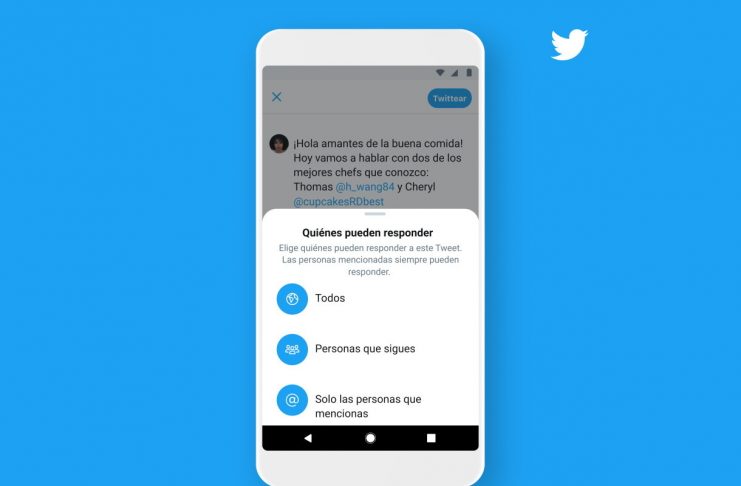 Twittear
¡Hola amantes de la buena comida!
Hoy vamos a hablar con dos de los
mejores chefs que conozco:
Thomas @h_wang84 y Cheryl
@cupcakesRDbest
Quiénes pueden responder
Elige quiénes pueden responder a este Tweet.
Las personas mencionadas siempre pueden
responder.
Todos
Personas que sigues
Solo las personas que
mencionas